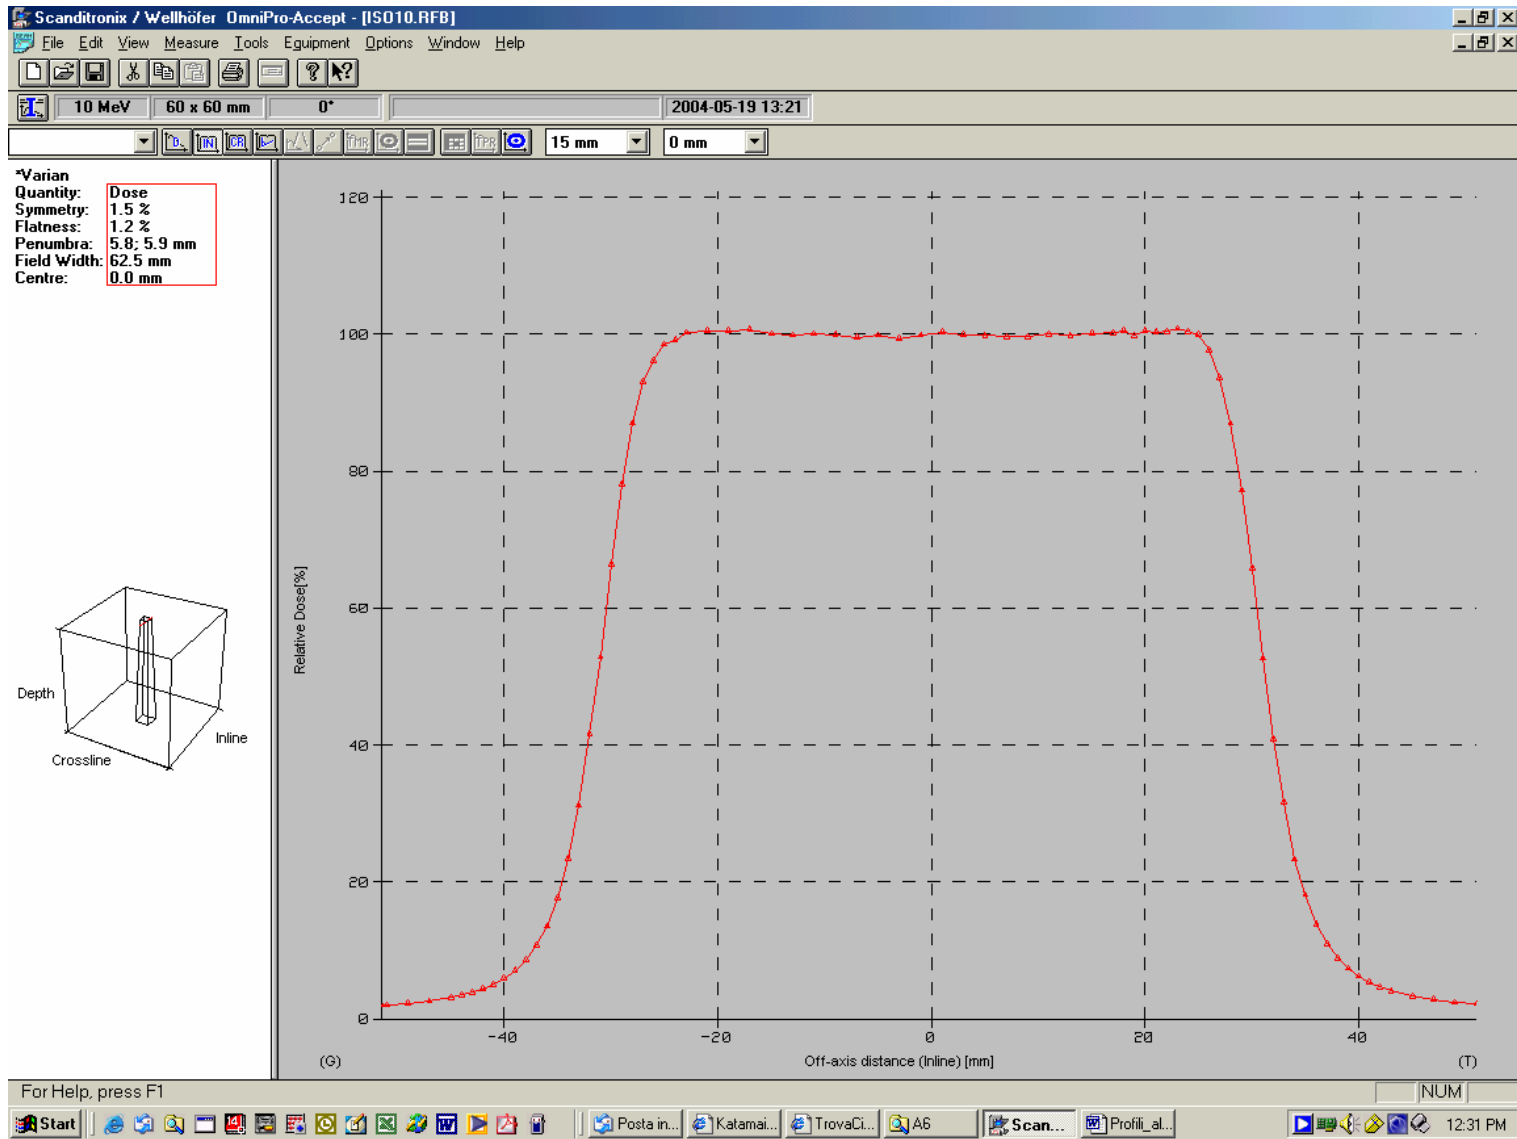 Scanditronix / Wellhöfer OmniPro-Accept - [ISO10.RFB]
File Edit View Measure Tools Equipment Options Window Help
10 MeV 60 x 60 mm 0° 2004-05-19 13:21
D. IN CR TMR TPR 15 mm 0 mm
*Varian
Quantity: Dose
Symmetry: 1.5 %
Flatness: 1.2 %
Penumbra: 5.8; 5.9 mm
Field Width: 62.5 mm
Centre: 0.0 mm
120
100
80
60
40
20
0
Relative Dose[%]
-40 -20 0 20 40
(G) Off-axis distance (Inline) [mm] (T)
Depth
Inline
Crossline
For Help, press F1 NUM
Start Posta in... Katamai... TrovaCi... A6 Scan... Profili_al... 12:31 PM